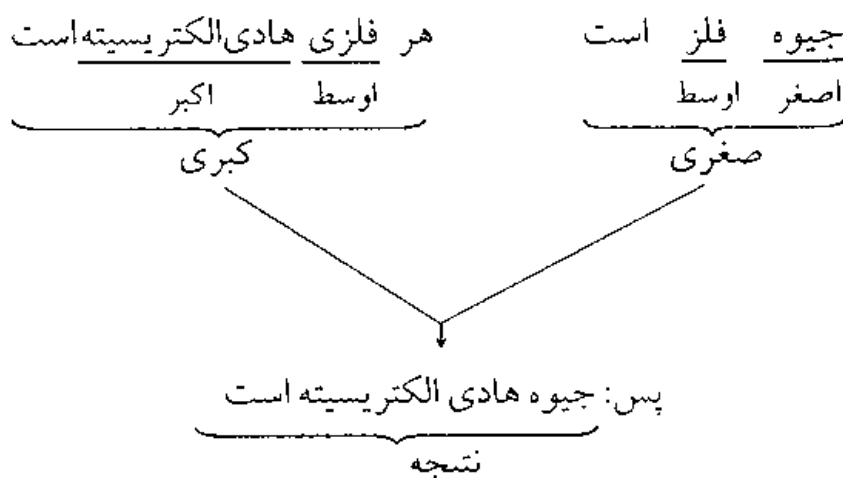 جیوه فلز است هر فلزی هادی الکتریسیته است
اصغر اوسط اوسط اکبر
صغری کبری
پس: جیوه هادی الکتریسیته است
نتیجه